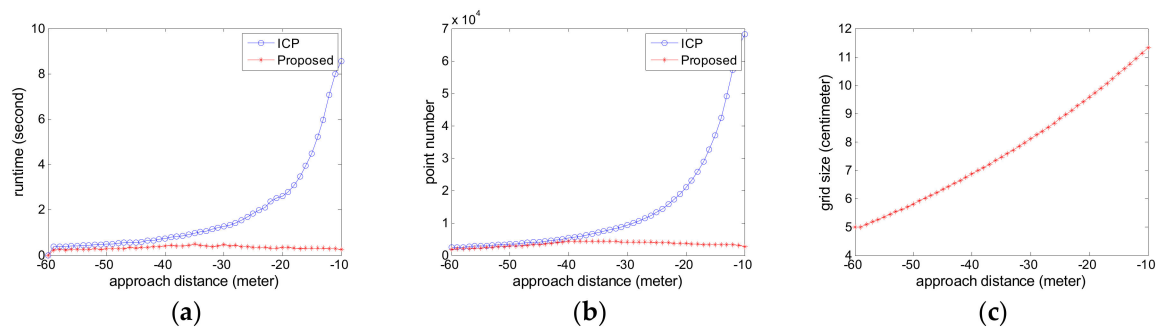 10
8
6
4
2
0
runtime (second)
ICP
Proposed
-60 -50 -40 -30 -20 -10
approach distance (meter)
(a)
7 x 10^4
6
5
4
3
2
1
0
point number
ICP
Proposed
-60 -50 -40 -30 -20 -10
approach distance (meter)
(b)
12
11
10
9
8
7
6
5
4
grid size (centimeter)
-60 -50 -40 -30 -20 -10
approach distance (meter)
(c)